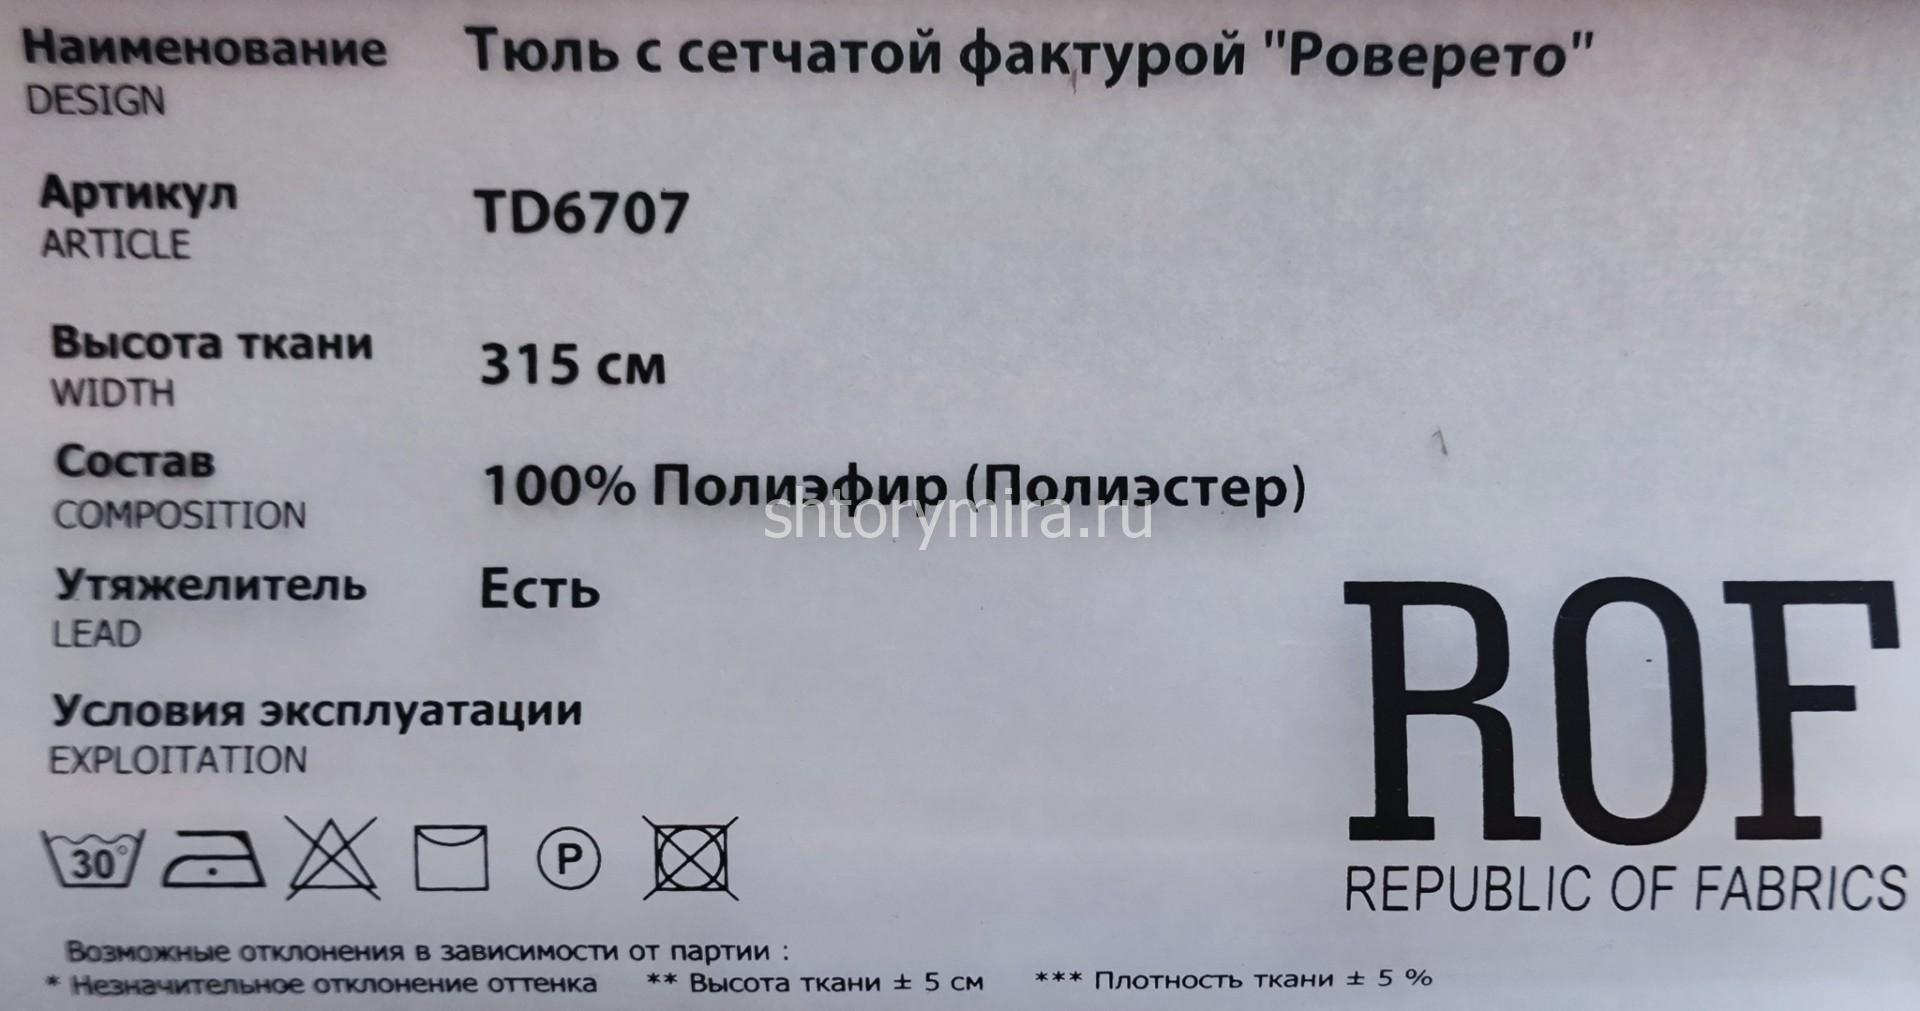 Наименование Тюль с сетчатой фактурой "Роверето"
DESIGN
Артикул TD6707
ARTICLE
Высота ткани 315 см
WIDTH
Состав 100% Полиэфир (Полиэстер)
COMPOSITION
shtorymira.ru
Утяжелитель Есть
LEAD
Условия эксплуатации
EXPLOITATION
30° P
ROF
REPUBLIC OF FABRICS
Возможные отклонения в зависимости от партии :
* Незначительное отклонение оттенка ** Высота ткани ± 5 см *** Плотность ткани ± 5 %